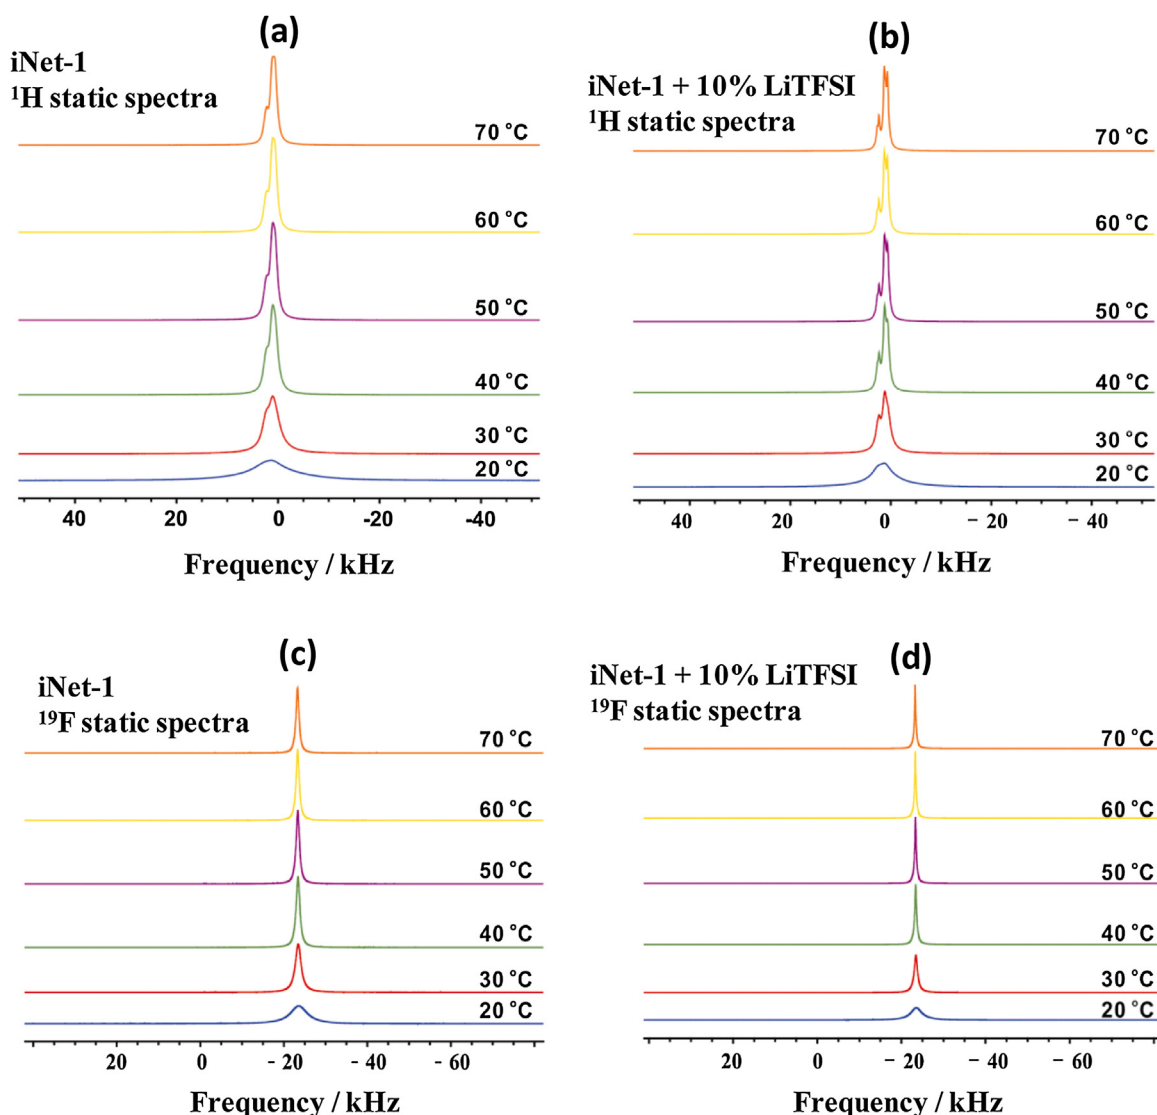 (a)
iNet-1
¹H static spectra
70 °C
60 °C
50 °C
40 °C
30 °C
20 °C
40 20 0 -20 -40
Frequency / kHz
(b)
iNet-1 + 10% LiTFSI
¹H static spectra
70 °C
60 °C
50 °C
40 °C
30 °C
20 °C
40 20 0 - 20 - 40
Frequency / kHz
(c)
iNet-1
¹⁹F static spectra
70 °C
60 °C
50 °C
40 °C
30 °C
20 °C
20 0 - 20 - 40 - 60
Frequency / kHz
(d)
iNet-1 + 10% LiTFSI
¹⁹F static spectra
70 °C
60 °C
50 °C
40 °C
30 °C
20 °C
20 0 - 20 - 40 - 60
Frequency / kHz